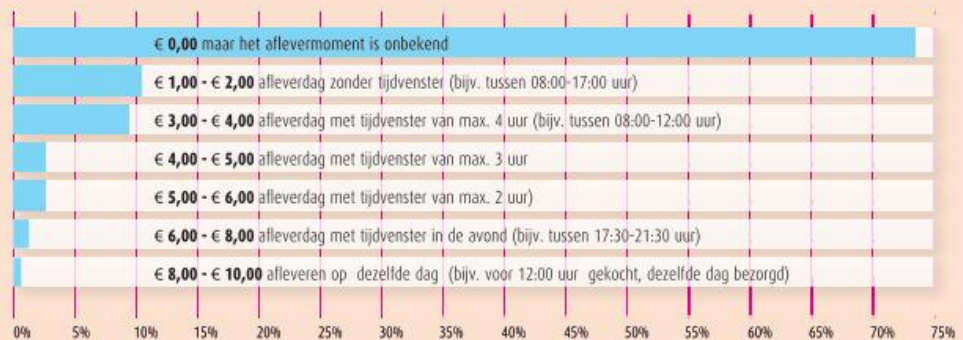 € 0,00 maar het aflevermoment is onbekend
€ 1,00 - € 2,00 afleverdag zonder tijdvenster (bijv. tussen 08:00-17:00 uur)
€ 3,00 - € 4,00 afleverdag met tijdvenster van max. 4 uur (bijv. tussen 08:00-12:00 uur)
€ 4,00 - € 5,00 afleverdag met tijdvenster van max. 3 uur
€ 5,00 - € 6,00 afleverdag met tijdvenster van max. 2 uur)
€ 6,00 - € 8,00 afleverdag met tijdvenster in de avond (bijv. tussen 17:30-21:30 uur)
€ 8,00 - € 10,00 afleveren op dezelfde dag (bijv. voor 12:00 uur gekocht, dezelfde dag bezorgd)
0% 5% 10% 15% 20% 25% 30% 35% 40% 45% 50% 55% 60% 65% 70% 75%